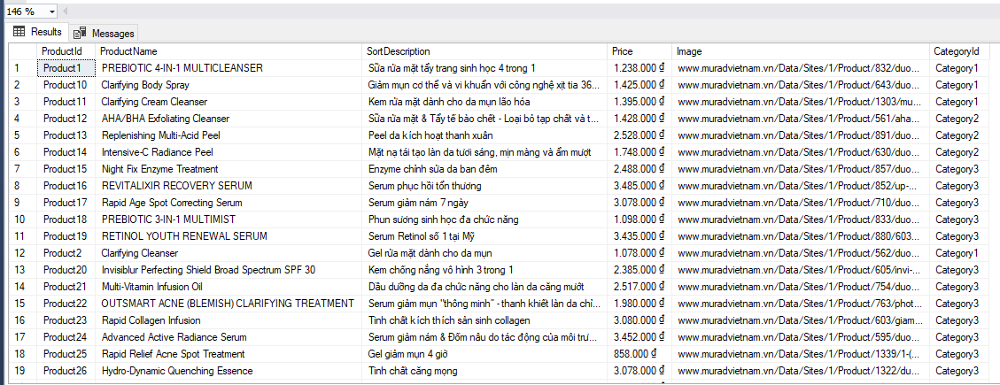 146 %
Results Messages
ProductId ProductName SortDescription Price Image CategoryId
1 Product1 PREBIOTIC 4-IN-1 MULTICLEANSER Sữa rửa mặt tẩy trang sinh học 4 trong 1 1.238.000 ₫ www.muradvietnam.vn/Data/Sites/1/Product/832/duo... Category1
2 Product10 Clarifying Body Spray Giảm mụn cơ thể và vi khuẩn với công nghệ xịt tia 36... 1.425.000 ₫ www.muradvietnam.vn/Data/Sites/1/Product/643/duo... Category1
3 Product11 Clarifying Cream Cleanser Kem rửa mặt dành cho da mụn lão hóa 1.395.000 ₫ www.muradvietnam.vn/Data/Sites/1/Product/1303/mu... Category1
4 Product12 AHA/BHA Exfoliating Cleanser Sữa rửa mặt & Tẩy tế bào chết - Loại bỏ tạp chất và t... 1.428.000 ₫ www.muradvietnam.vn/Data/Sites/1/Product/561/aha... Category2
5 Product13 Replenishing Multi-Acid Peel Peel da kích hoạt thanh xuân 2.528.000 ₫ www.muradvietnam.vn/Data/Sites/1/Product/891/duo... Category2
6 Product14 Intensive-C Radiance Peel Mặt nạ tái tạo làn da tươi sáng, mịn màng và ẩm mượt 1.748.000 ₫ www.muradvietnam.vn/Data/Sites/1/Product/630/duo... Category2
7 Product15 Night Fix Enzyme Treatment Enzyme chỉnh sửa da ban đêm 2.488.000 ₫ www.muradvietnam.vn/Data/Sites/1/Product/857/duo... Category3
8 Product16 REVITALIXIR RECOVERY SERUM Serum phục hồi tổn thương 3.485.000 ₫ www.muradvietnam.vn/Data/Sites/1/Product/852/up-... Category3
9 Product17 Rapid Age Spot Correcting Serum Serum giảm nám 7 ngày 3.078.000 ₫ www.muradvietnam.vn/Data/Sites/1/Product/710/duo... Category3
10 Product18 PREBIOTIC 3-IN-1 MULTIMIST Phun sương sinh học đa chức năng 1.098.000 ₫ www.muradvietnam.vn/Data/Sites/1/Product/833/duo... Category3
11 Product19 RETINOL YOUTH RENEWAL SERUM Serum Retinol số 1 tại Mỹ 3.435.000 ₫ www.muradvietnam.vn/Data/Sites/1/Product/880/603... Category3
12 Product2 Clarifying Cleanser Gel rửa mặt dành cho da mụn 1.078.000 ₫ www.muradvietnam.vn/Data/Sites/1/Product/562/duo... Category1
13 Product20 Invisiblur Perfecting Shield Broad Spectrum SPF 30 Kem chống nắng vô hình 3 trong 1 2.385.000 ₫ www.muradvietnam.vn/Data/Sites/1/Product/605/invi-... Category3
14 Product21 Multi-Vitamin Infusion Oil Dầu dưỡng da đa chức năng cho làn da căng mướt 2.517.000 ₫ www.muradvietnam.vn/Data/Sites/1/Product/754/duo... Category3
15 Product22 OUTSMART ACNE (BLEMISH) CLARIFYING TREATMENT Serum giảm mụn "thông minh" - thanh khiết làn da chỉ... 1.980.000 ₫ www.muradvietnam.vn/Data/Sites/1/Product/763/phot... Category3
16 Product23 Rapid Collagen Infusion Tinh chất kích thích sản sinh collagen 3.080.000 ₫ www.muradvietnam.vn/Data/Sites/1/Product/603/giam... Category3
17 Product24 Advanced Active Radiance Serum Serum giảm nám & Đốm nâu do tác động của môi trư... 3.452.000 ₫ www.muradvietnam.vn/Data/Sites/1/Product/595/duo... Category3
18 Product25 Rapid Relief Acne Spot Treatment Gel giảm mụn 4 giờ 858.000 ₫ www.muradvietnam.vn/Data/Sites/1/Product/1339/1-(... Category3
19 Product26 Hydro-Dynamic Quenching Essence Tinh chất căng mọng 3.078.000 ₫ www.muradvietnam.vn/Data/Sites/1/Product/1322/du... Category3